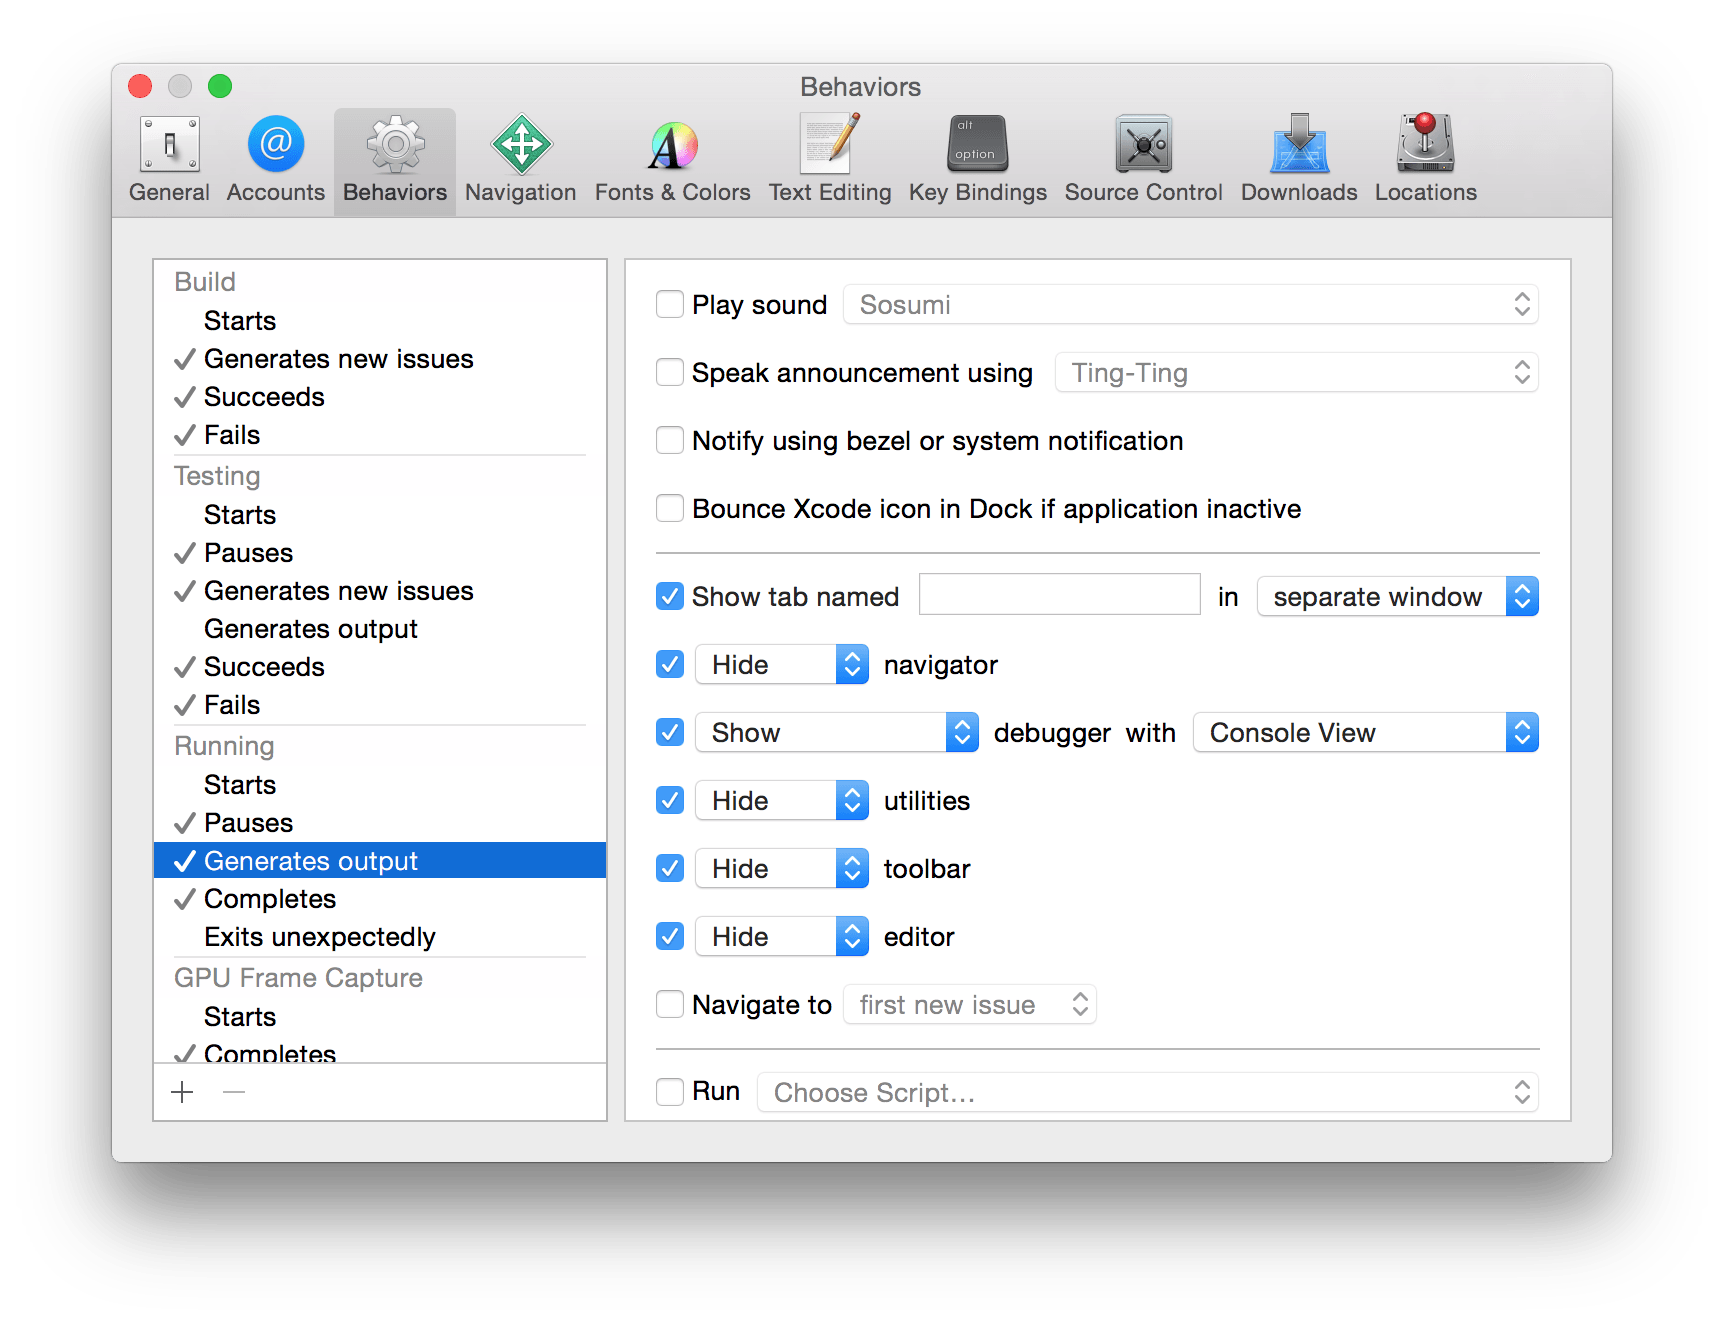 Behaviors
General Accounts Behaviors Navigation Fonts & Colors Text Editing Key Bindings Source Control Downloads Locations
@
A
alt
option
Build
Starts
Generates new issues
Succeeds
Fails
Testing
Starts
Pauses
Generates new issues
Generates output
Succeeds
Fails
Running
Starts
Pauses
Generates output
Completes
Exits unexpectedly
GPU Frame Capture
Starts
Completes
Play sound Sosumi
Speak announcement using Ting-Ting
Notify using bezel or system notification
Bounce Xcode icon in Dock if application inactive
Show tab named in separate window
Hide navigator
Show debugger with Console View
Hide utilities
Hide toolbar
Hide editor
Navigate to first new issue
Run Choose Script...